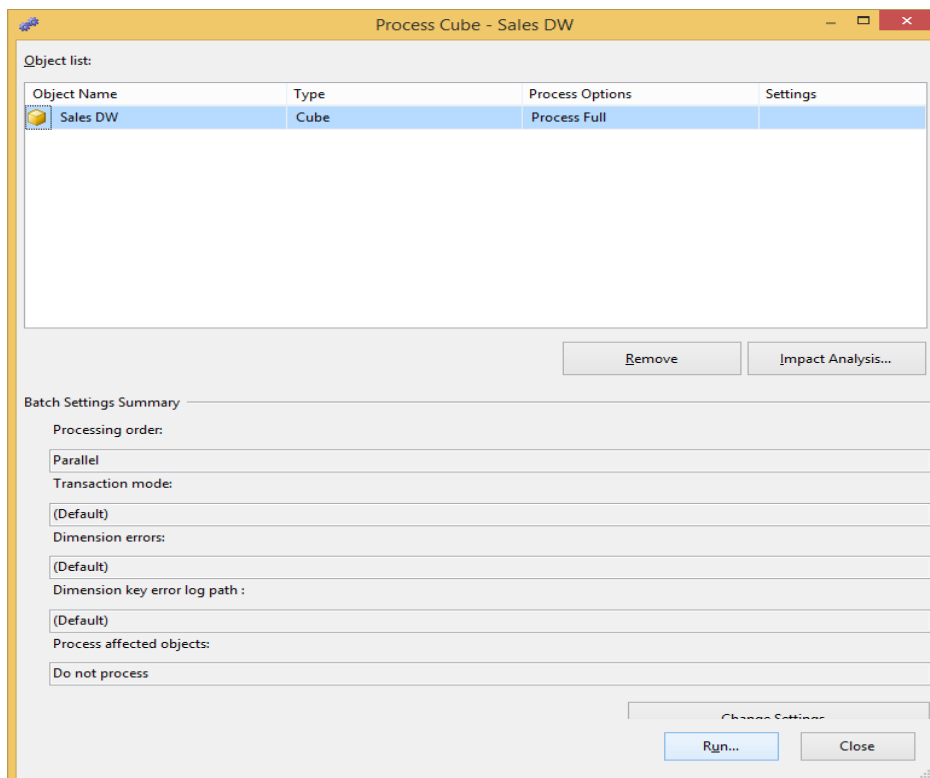 Process Cube - Sales DW
Object list:
Object Name Type Process Options Settings
Sales DW Cube Process Full
Remove Impact Analysis...
Batch Settings Summary
Processing order:
Parallel
Transaction mode:
(Default)
Dimension errors:
(Default)
Dimension key error log path :
(Default)
Process affected objects:
Do not process
Change Settings
Run... Close